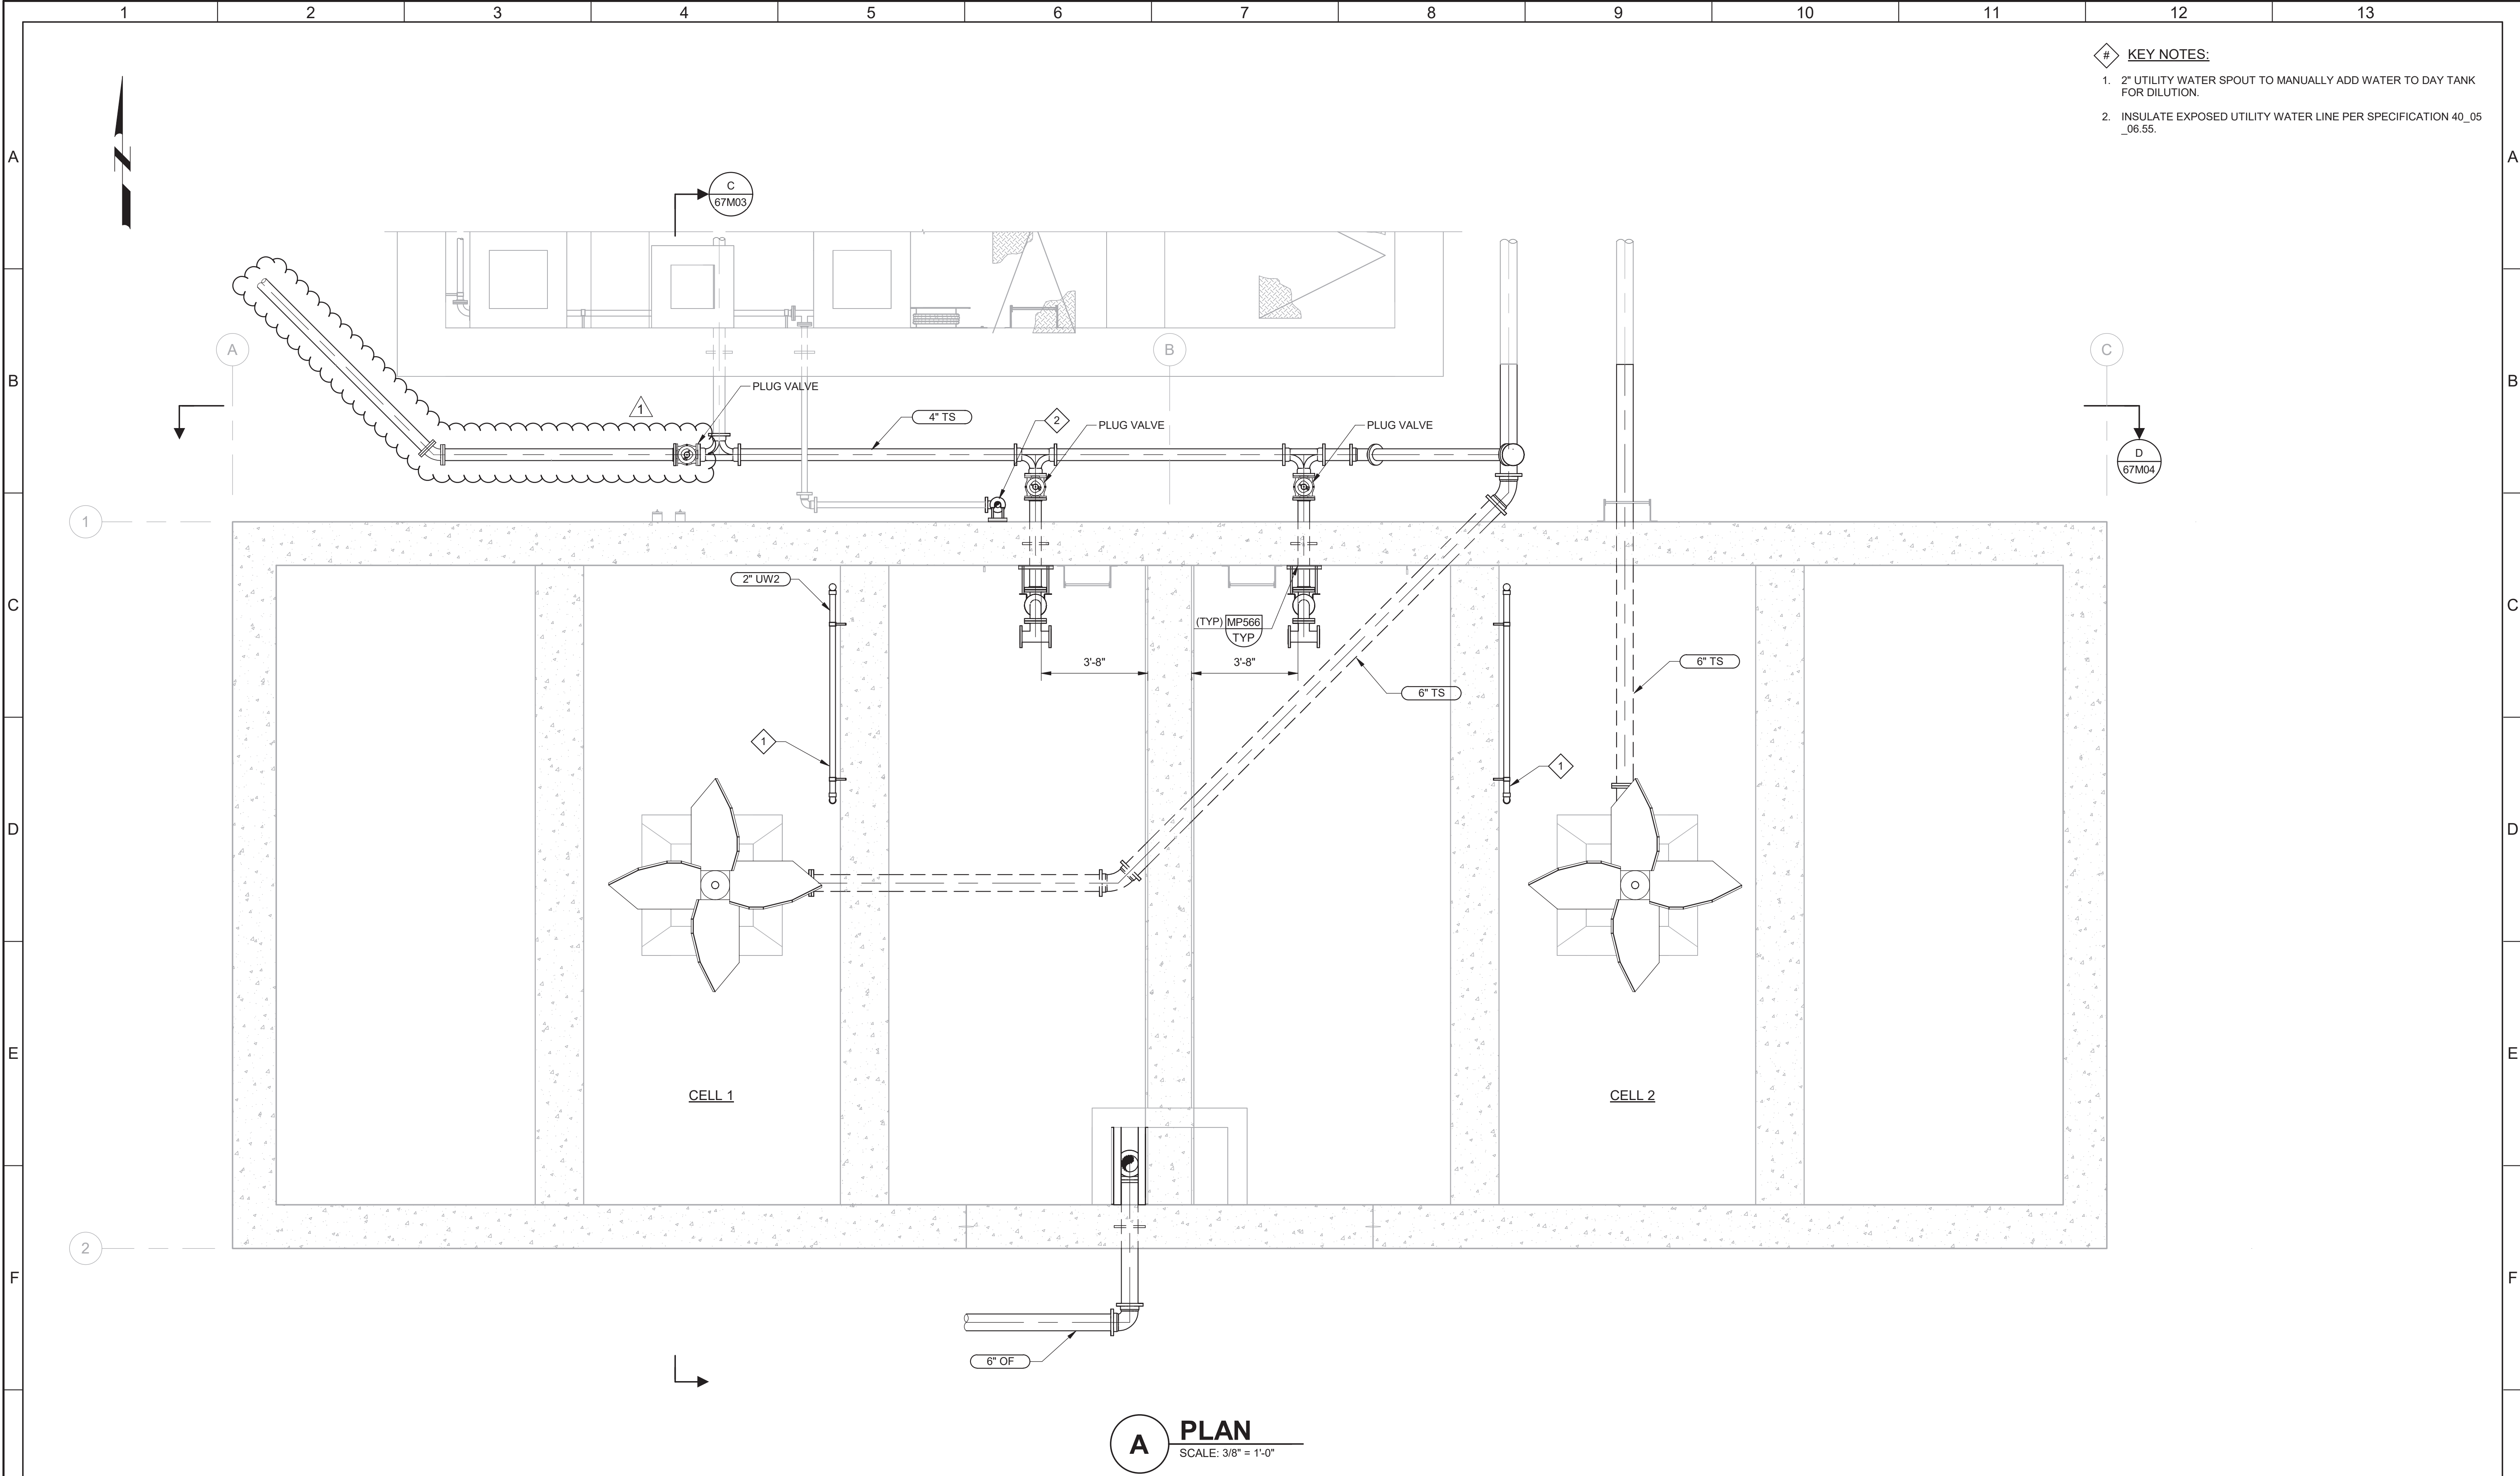 1 2 3 4 5 6 7 8 9 10 11 12 13
# KEY NOTES:
1. 2" UTILITY WATER SPOUT TO MANUALLY ADD WATER TO DAY TANK
FOR DILUTION.
2. INSULATE EXPOSED UTILITY WATER LINE PER SPECIFICATION 40_05
_06.55.
N
A A
C
67M03
A B C
B B
PLUG VALVE
1
4" TS
2
PLUG VALVE
PLUG VALVE
D
67M04
1
2" UW2
C C
(TYP) MP566
TYP
3'-8" 3'-8"
6" TS
6" TS
1
1
D D
E E
CELL 1
CELL 2
2
F F
6" OF
A PLAN
SCALE: 3/8" = 1'-0"